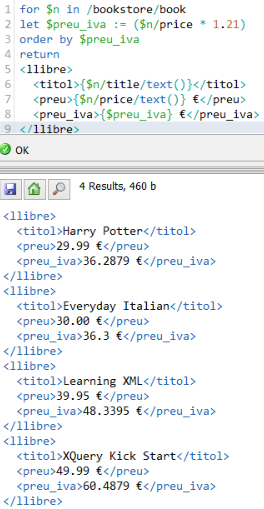 1 for $n in /bookstore/book
2 let $preu_iva := ($n/price * 1.21)
3 order by $preu_iva
4 return
5 <llibre>
6 <titol>{$n/title/text()}</titol>
7 <preu>{$n/price/text()} €</preu>
8 <preu_iva>{$preu_iva} €</preu_iva>
9 </llibre>
OK
4 Results, 460 b
<llibre>
<titol>Harry Potter</titol>
<preu>29.99 €</preu>
<preu_iva>36.2879 €</preu_iva>
</llibre>
<llibre>
<titol>Everyday Italian</titol>
<preu>30.00 €</preu>
<preu_iva>36.3 €</preu_iva>
</llibre>
<llibre>
<titol>Learning XML</titol>
<preu>39.95 €</preu>
<preu_iva>48.3395 €</preu_iva>
</llibre>
<llibre>
<titol>XQuery Kick Start</titol>
<preu>49.99 €</preu>
<preu_iva>60.4879 €</preu_iva>
</llibre>